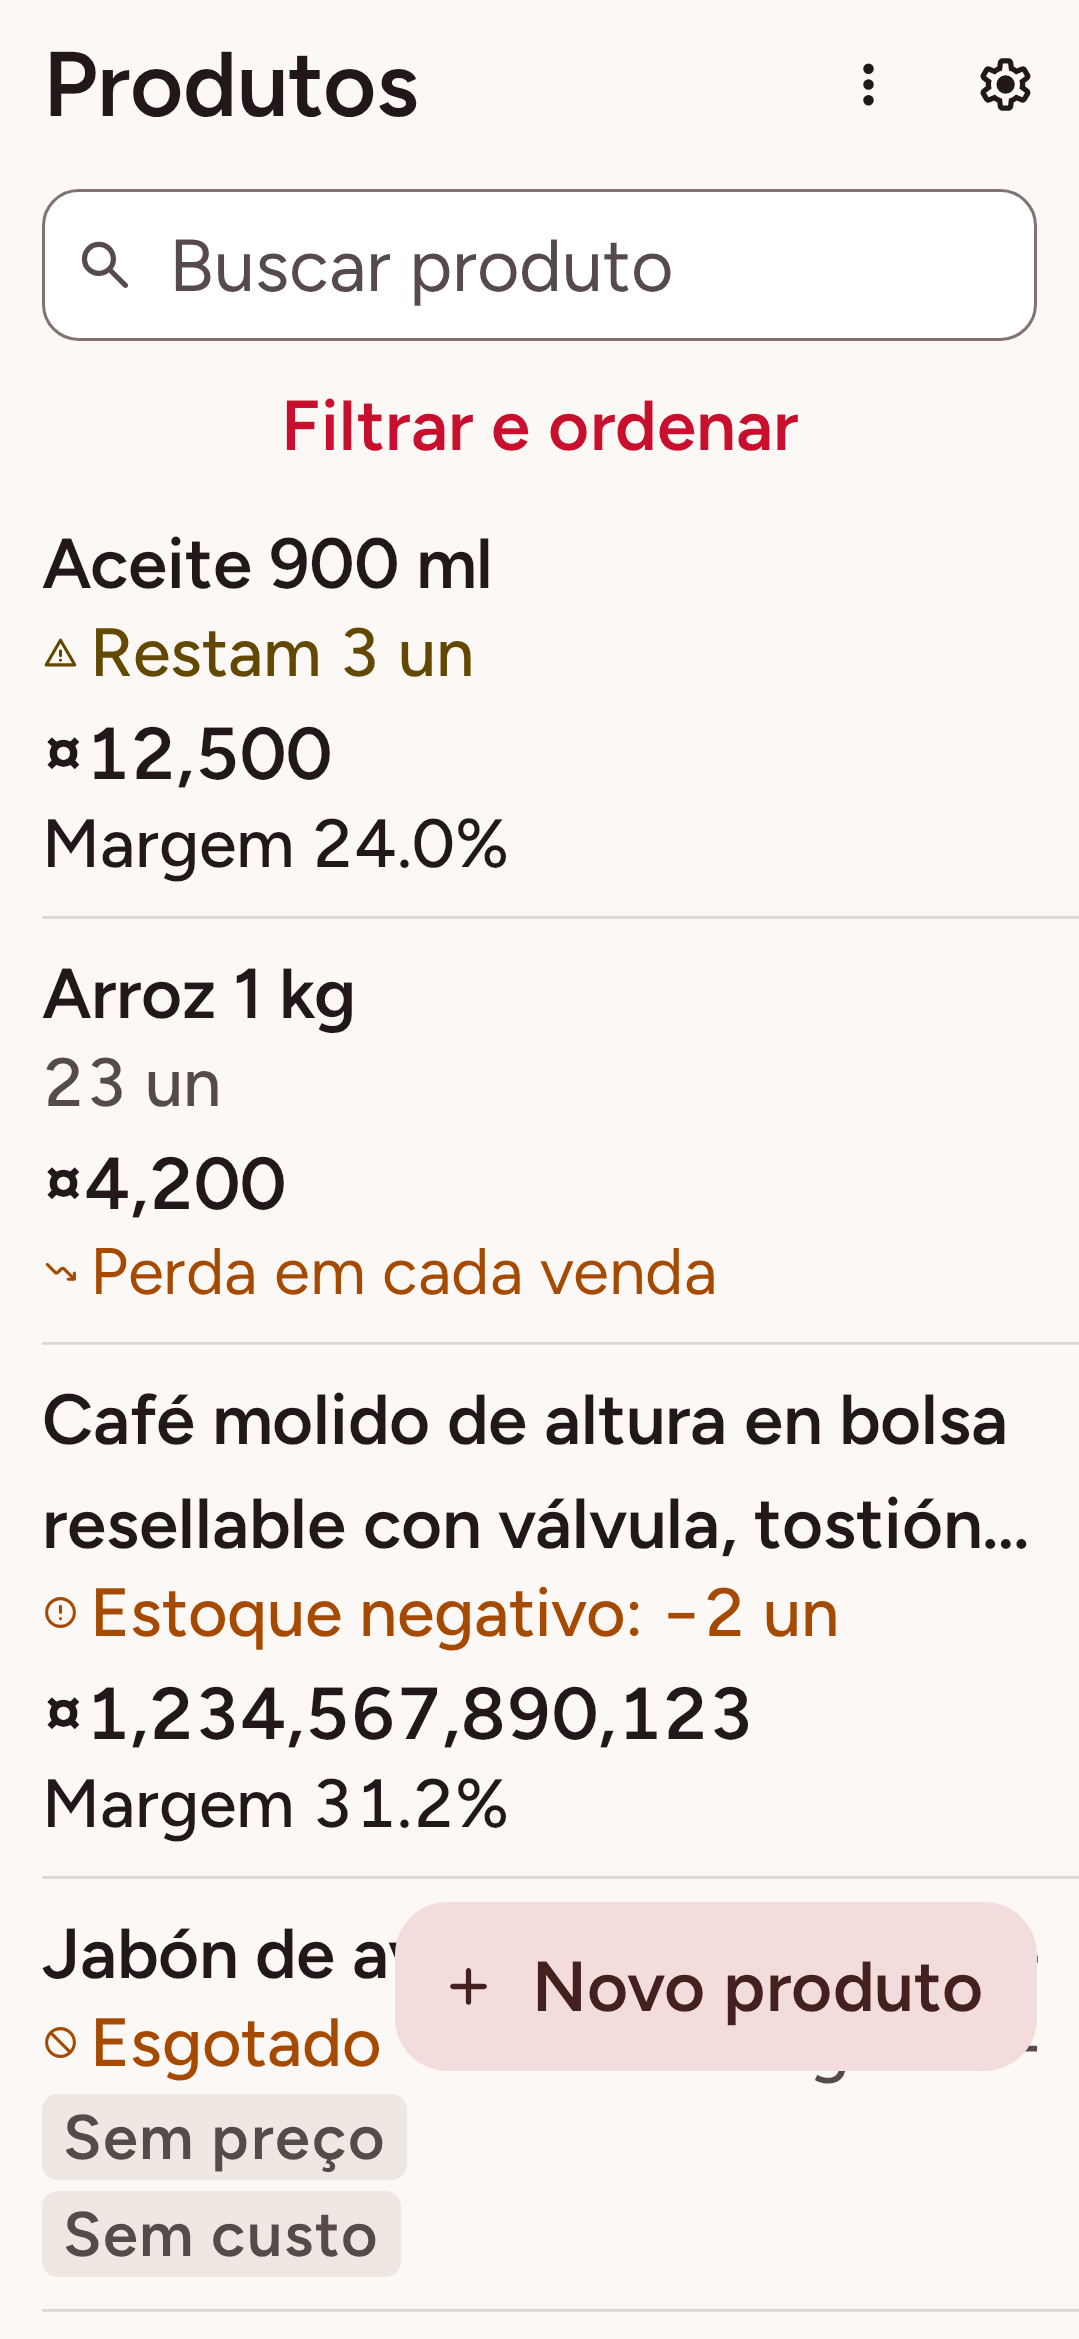 Produtos
Buscar produto
Filtrar e ordenar
Aceite 900 ml
Restam 3 un
¤12,500
Margem 24.0%
Arroz 1 kg
23 un
¤4,200
Perda em cada venda
Café molido de altura en bolsa
resellable con válvula, tostión...
Estoque negativo: −2 un
¤1,234,567,890,123
Margem 31.2%
Jabón de
+ Novo produto
Esgotado
Sem preço
Sem custo